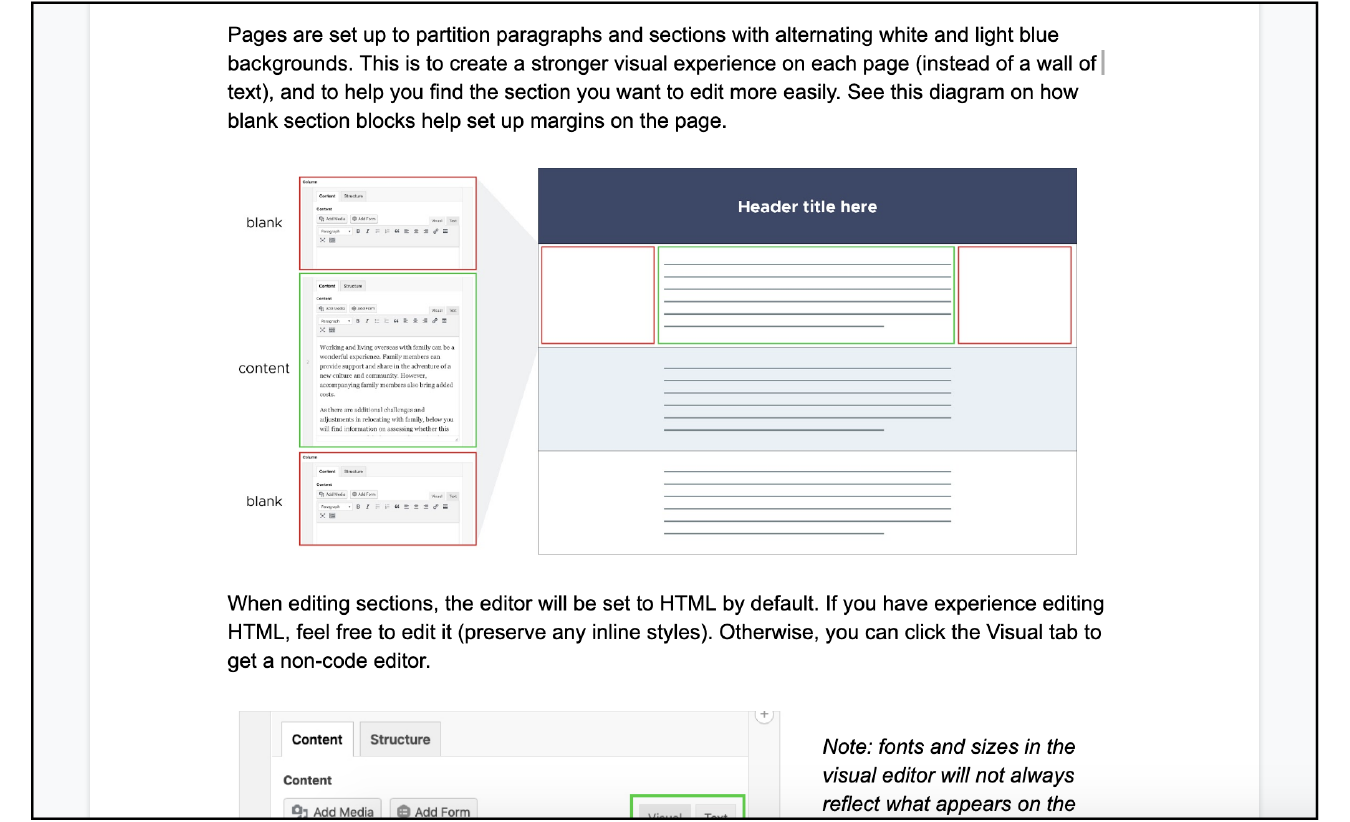 Pages are set up to partition paragraphs and sections with alternating white and light blue
backgrounds. This is to create a stronger visual experience on each page (instead of a wall of
text), and to help you find the section you want to edit more easily. See this diagram on how
blank section blocks help set up margins on the page.
blank
Column
Content Structure
Content
Add Media Add Form
Visual Text
Paragraph
content
Content Structure
Content
Add Media Add Form
Visual Text
Paragraph
Working and living overseas with family can be a
wonderful experience. Family members can
provide support and share in the adventure of a
new culture and community. However,
accompanying family members also bring added
costs.
As there are additional challenges and
adjustments in relocating with family, below you
will find information on assessing whether this
blank
Column
Content Structure
Content
Add Media Add Form
Visual Text
Paragraph
Header title here
When editing sections, the editor will be set to HTML by default. If you have experience editing
HTML, feel free to edit it (preserve any inline styles). Otherwise, you can click the Visual tab to
get a non-code editor.
Content Structure
Content
Add Media Add Form
Visual Text
Note: fonts and sizes in the
visual editor will not always
reflect what appears on the